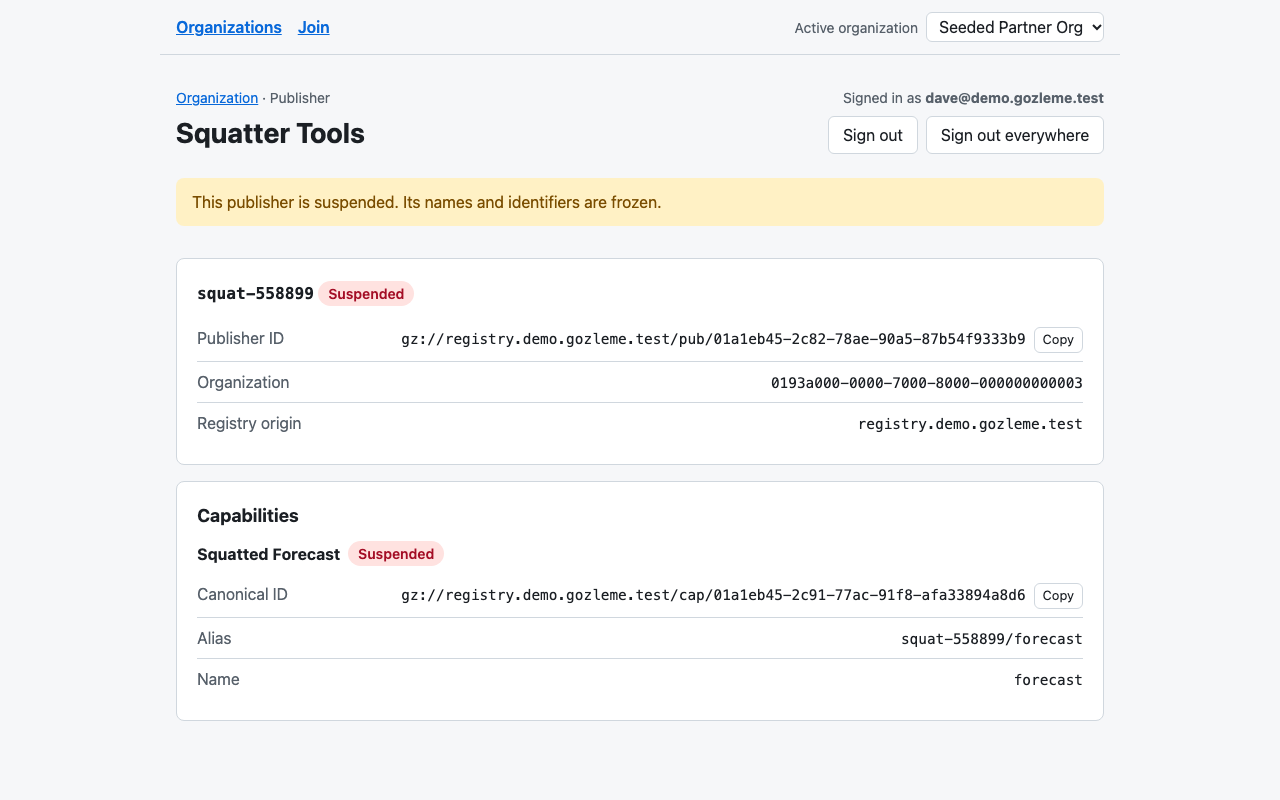 Organizations Join Active organization Seeded Partner Org
Organization · Publisher Signed in as dave@demo.gozleme.test
Squatter Tools Sign out Sign out everywhere
This publisher is suspended. Its names and identifiers are frozen.
squat-558899 Suspended
Publisher ID gz://registry.demo.gozleme.test/pub/01a1eb45-2c82-78ae-90a5-87b54f9333b9 Copy
Organization 0193a000-0000-7000-8000-000000000003
Registry origin registry.demo.gozleme.test
Capabilities
Squatted Forecast Suspended
Canonical ID gz://registry.demo.gozleme.test/cap/01a1eb45-2c91-77ac-91f8-afa33894a8d6 Copy
Alias squat-558899/forecast
Name forecast